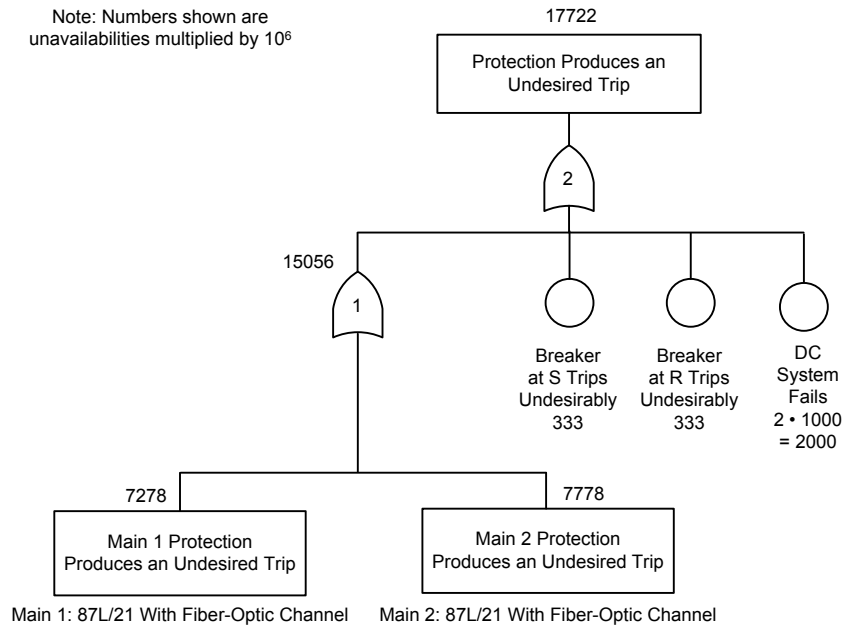 Note: Numbers shown are
unavailabilities multiplied by 10⁶
17722
Protection Produces an
Undesired Trip
2
15056
1
Breaker
at S Trips
Undesirably
333
Breaker
at R Trips
Undesirably
333
DC
System
Fails
2 • 1000
= 2000
7278
Main 1 Protection
Produces an Undesired Trip
Main 1: 87L/21 With Fiber-Optic Channel
7778
Main 2 Protection
Produces an Undesired Trip
Main 2: 87L/21 With Fiber-Optic Channel